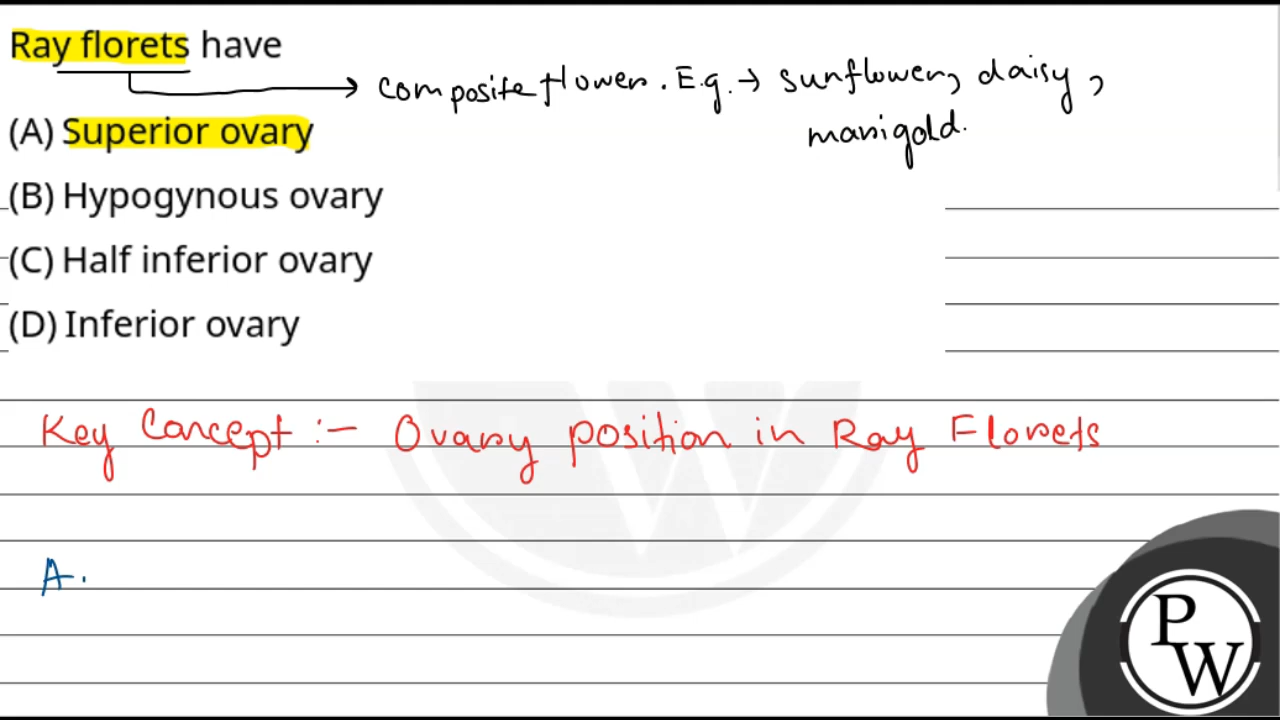 Ray florets have
composite flower. E.g. → sunflower, daisy,
marigold.
(A) Superior ovary
(B) Hypogynous ovary
(C) Half inferior ovary
(D) Inferior ovary
Key Concept :- Ovary position in Ray Florets
A.
PW